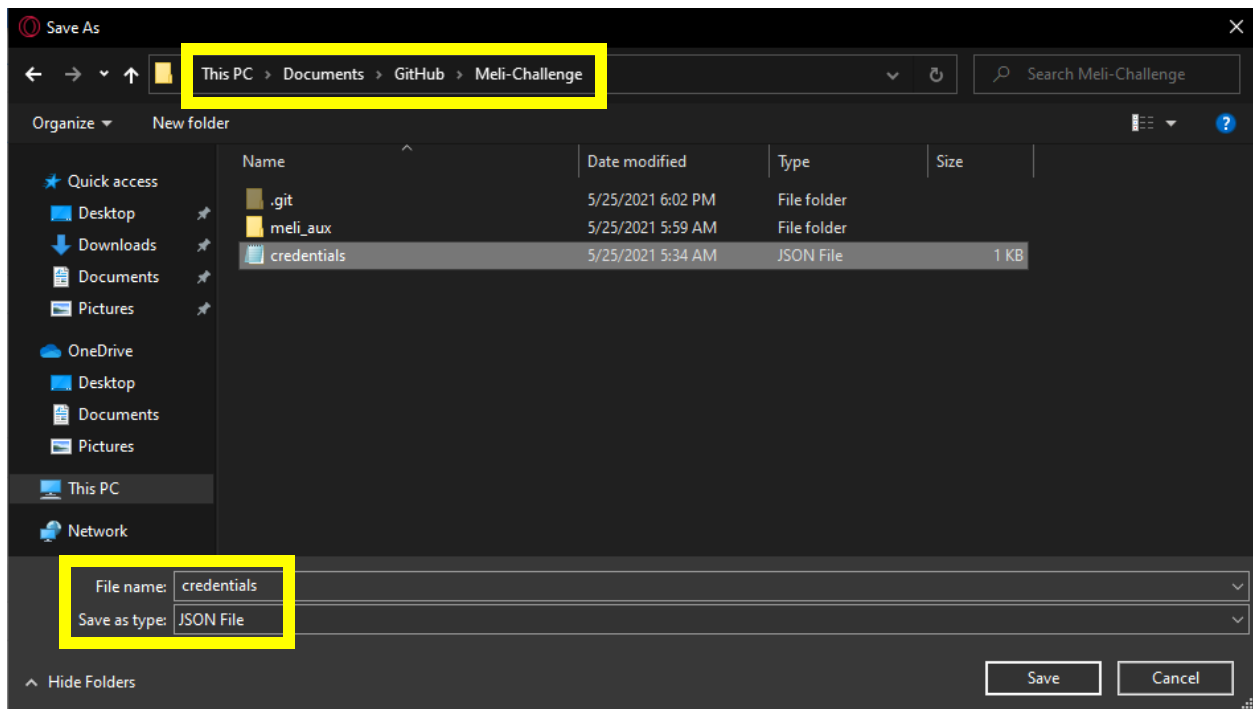 Save As
This PC > Documents > GitHub > Meli-Challenge
Search Meli-Challenge
Organize
New folder
?
Name
Date modified
Type
Size
Quick access
Desktop
Downloads
Documents
Pictures
OneDrive
Desktop
Documents
Pictures
This PC
Network
.git 5/25/2021 6:02 PM File folder
meli_aux 5/25/2021 5:59 AM File folder
credentials 5/25/2021 5:34 AM JSON File 1 KB
File name: credentials
Save as type: JSON File
Hide Folders
Save
Cancel